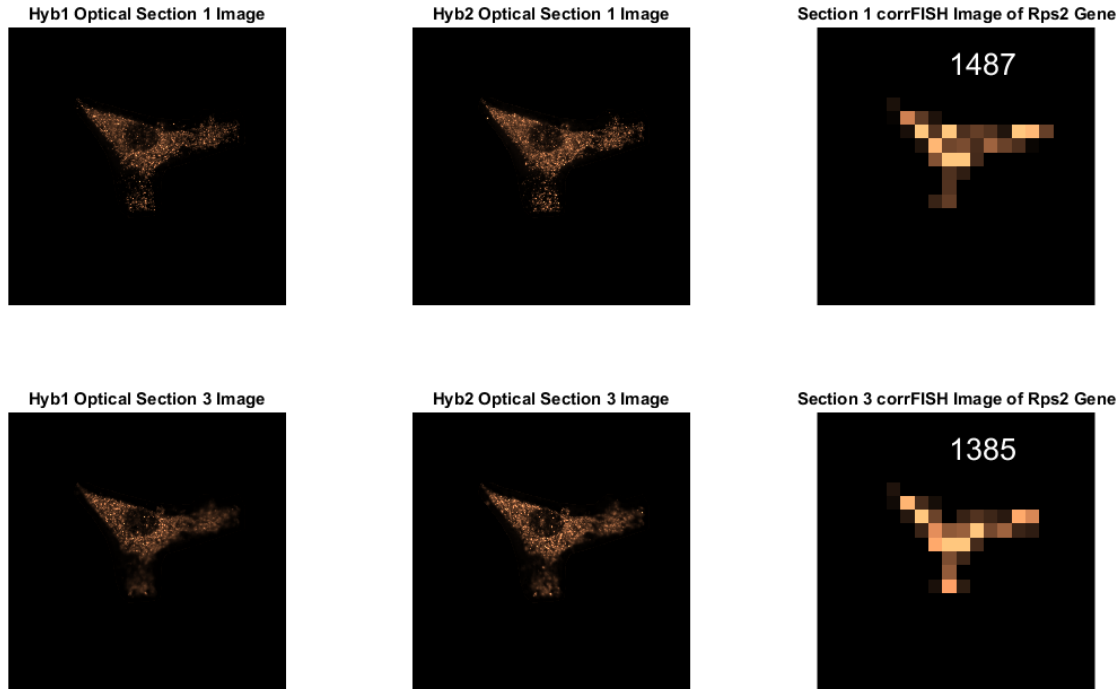 Hyb1 Optical Section 1 Image
Hyb2 Optical Section 1 Image
Section 1 corrFISH Image of Rps2 Gene
1487
Hyb1 Optical Section 3 Image
Hyb2 Optical Section 3 Image
Section 3 corrFISH Image of Rps2 Gene
1385